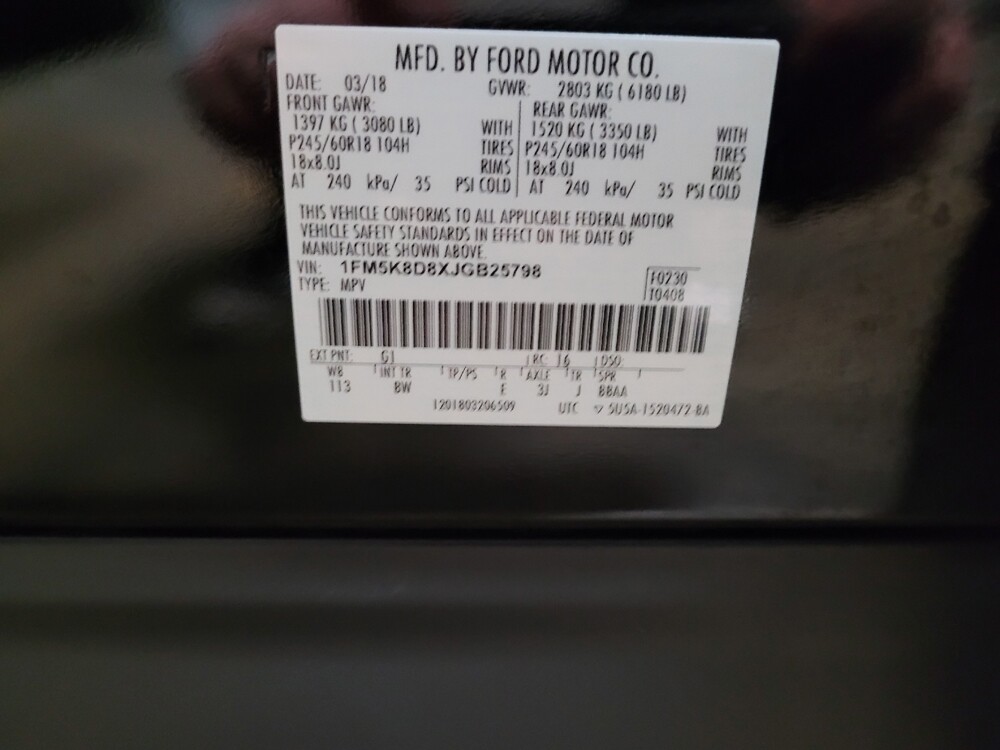 MFD. BY FORD MOTOR CO.
DATE: 03/18 GVWR: 2803 KG ( 6180 LB)
FRONT GAWR: REAR GAWR:
1397 KG ( 3080 LB) WITH 1520 KG ( 3350 LB) WITH
P245/60R18 104H TIRES P245/60R18 104H TIRES
18x8.0J RIMS 18x8.0J RIMS
AT 240 kPa/ 35 PSI COLD AT 240 kPa/ 35 PSI COLD
THIS VEHICLE CONFORMS TO ALL APPLICABLE FEDERAL MOTOR
VEHICLE SAFETY STANDARDS IN EFFECT ON THE DATE OF
MANUFACTURE SHOWN ABOVE.
VIN: 1FM5K8D8XJGB25798 F0230
TYPE: MPV T0408
EXT PNT: G1 RC: 16 DSO:
WB INT TR TP/PS R AXLE TR SPR
113 8W E 3J J BBAA
1201803206509 UTC ▽ 5U5A-1520472-BA